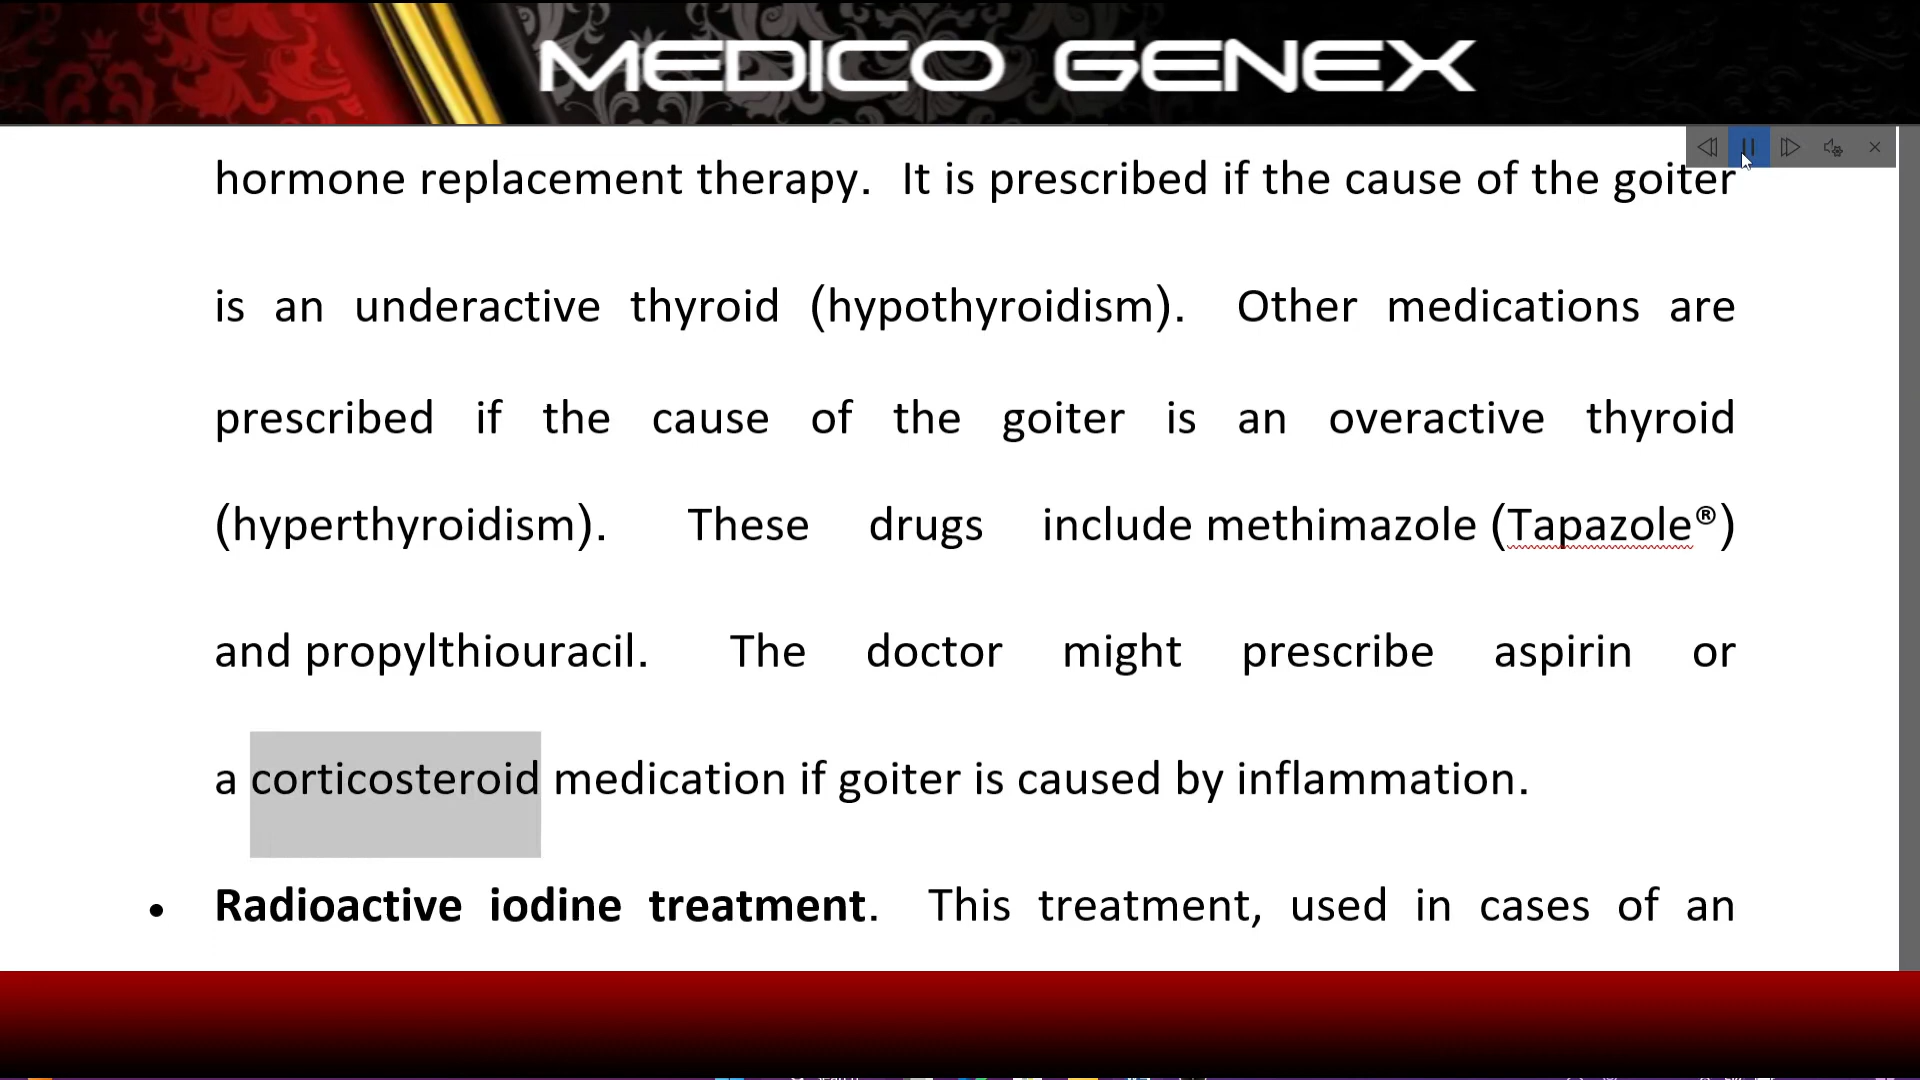 MEDICO GENEX
hormone replacement therapy. It is prescribed if the cause of the goiter
is an underactive thyroid (hypothyroidism). Other medications are
prescribed if the cause of the goiter is an overactive thyroid
(hyperthyroidism). These drugs include methimazole (Tapazole®)
and propylthiouracil. The doctor might prescribe aspirin or
a corticosteroid medication if goiter is caused by inflammation.
• Radioactive iodine treatment. This treatment, used in cases of an